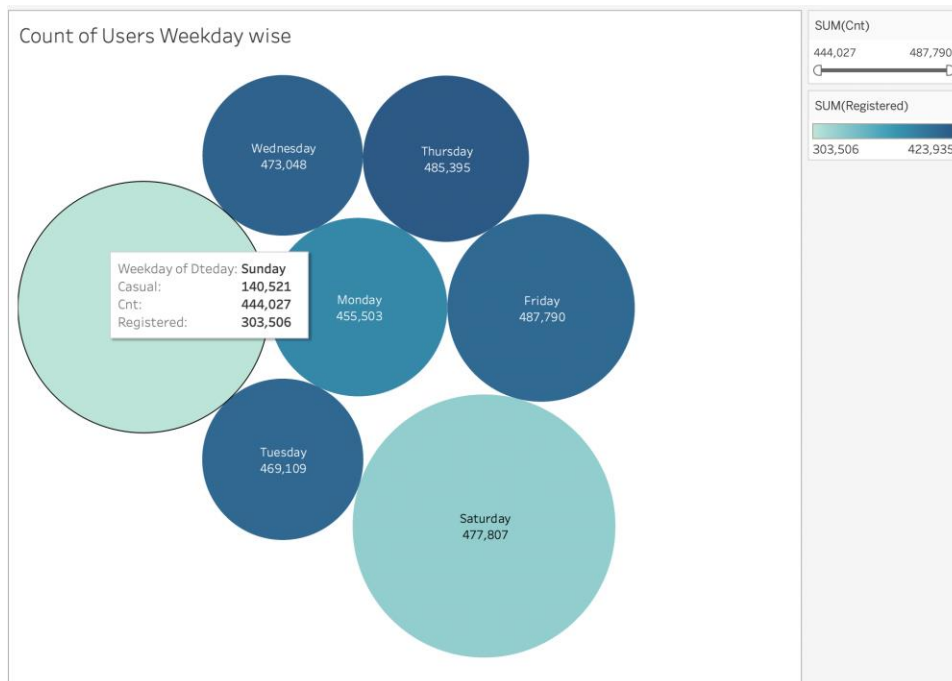 Count of Users Weekday wise
SUM(Cnt)
444,027 487,790
SUM(Registered)
303,506 423,935
Wednesday
473,048
Thursday
485,395
Weekday of Dteday: Sunday
Casual: 140,521
Cnt: 444,027
Registered: 303,506
Monday
455,503
Friday
487,790
Tuesday
469,109
Saturday
477,807